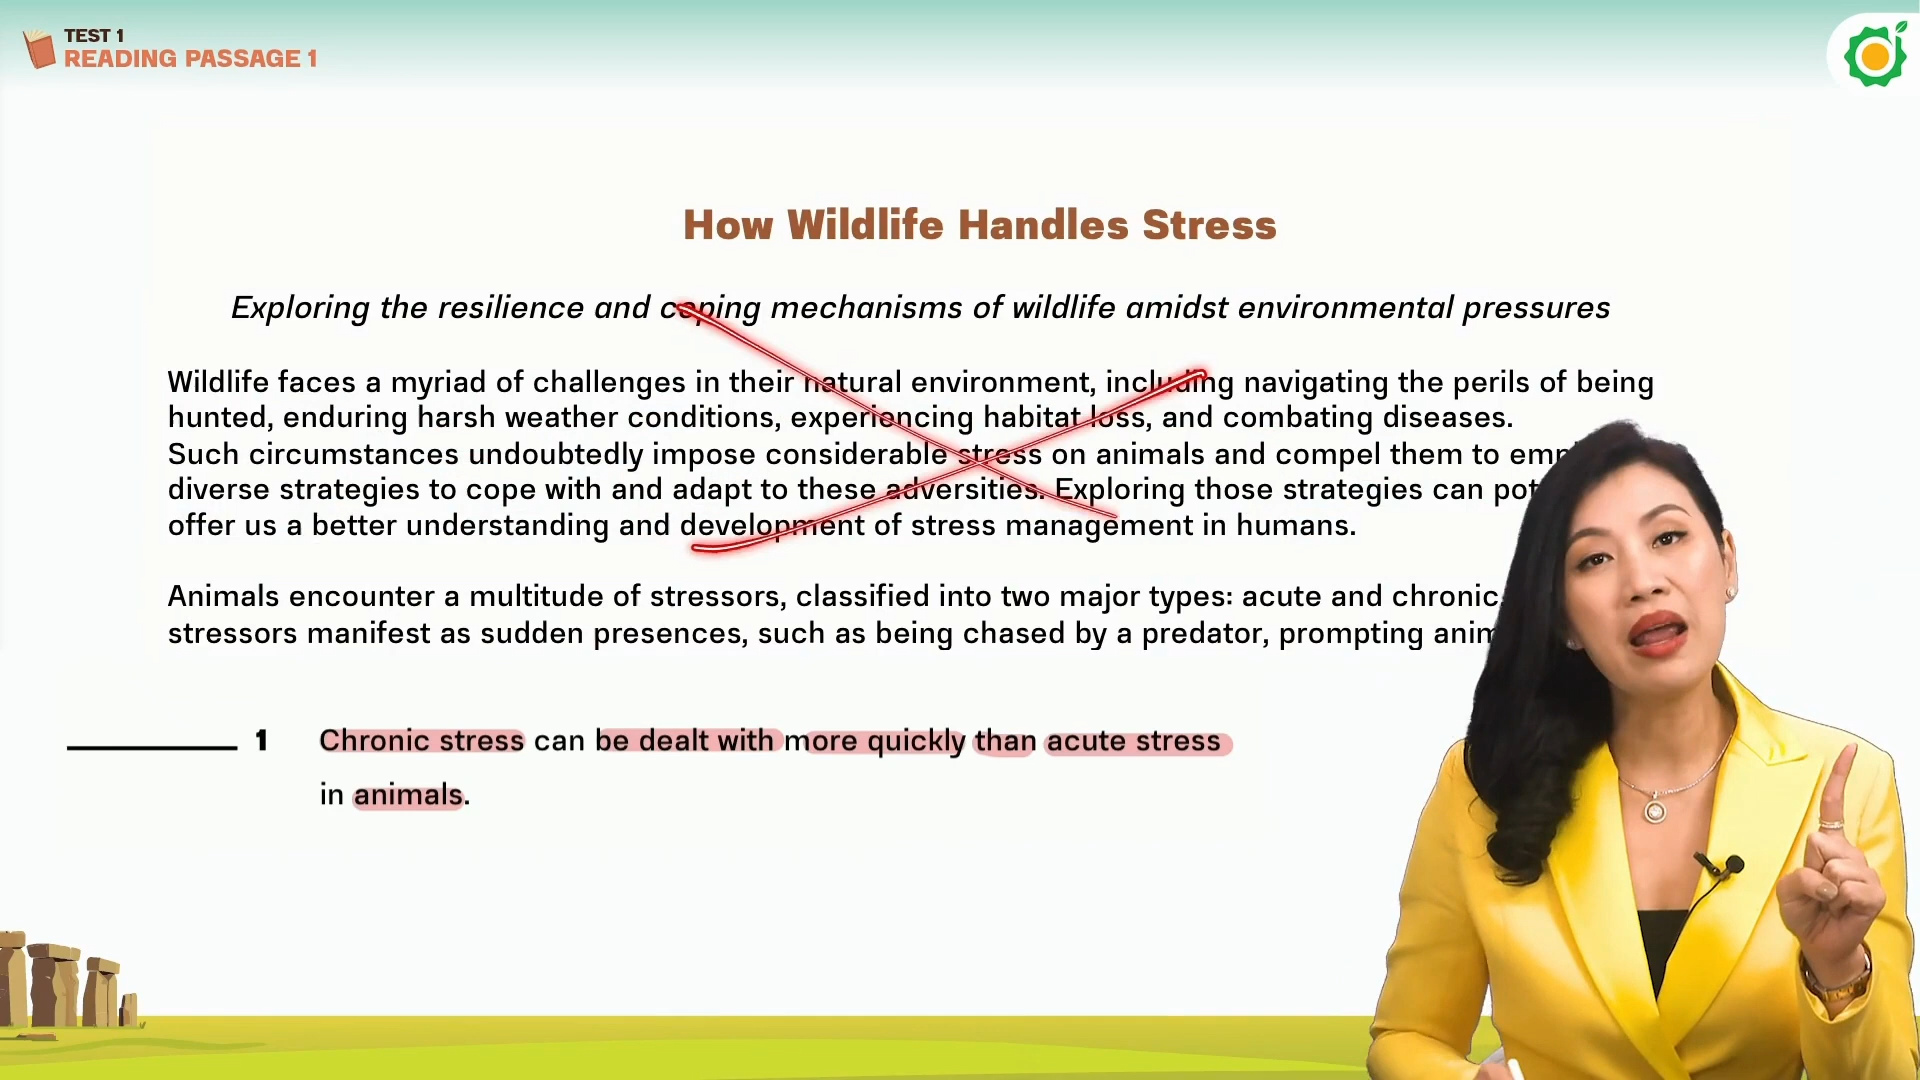 TEST 1
READING PASSAGE 1
How Wildlife Handles Stress
Exploring the resilience and coping mechanisms of wildlife amidst environmental pressures
Wildlife faces a myriad of challenges in their natural environment, including navigating the perils of being
hunted, enduring harsh weather conditions, experiencing habitat loss, and combating diseases.
Such circumstances undoubtedly impose considerable stress on animals and compel them to
diverse strategies to cope with and adapt to these adversities. Exploring those strategies can
offer us a better understanding and development of stress management in humans.
Animals encounter a multitude of stressors, classified into two major types: acute and chronic.
stressors manifest as sudden presences, such as being chased by a predator, prompting
1 Chronic stress can be dealt with more quickly than acute stress
in animals.